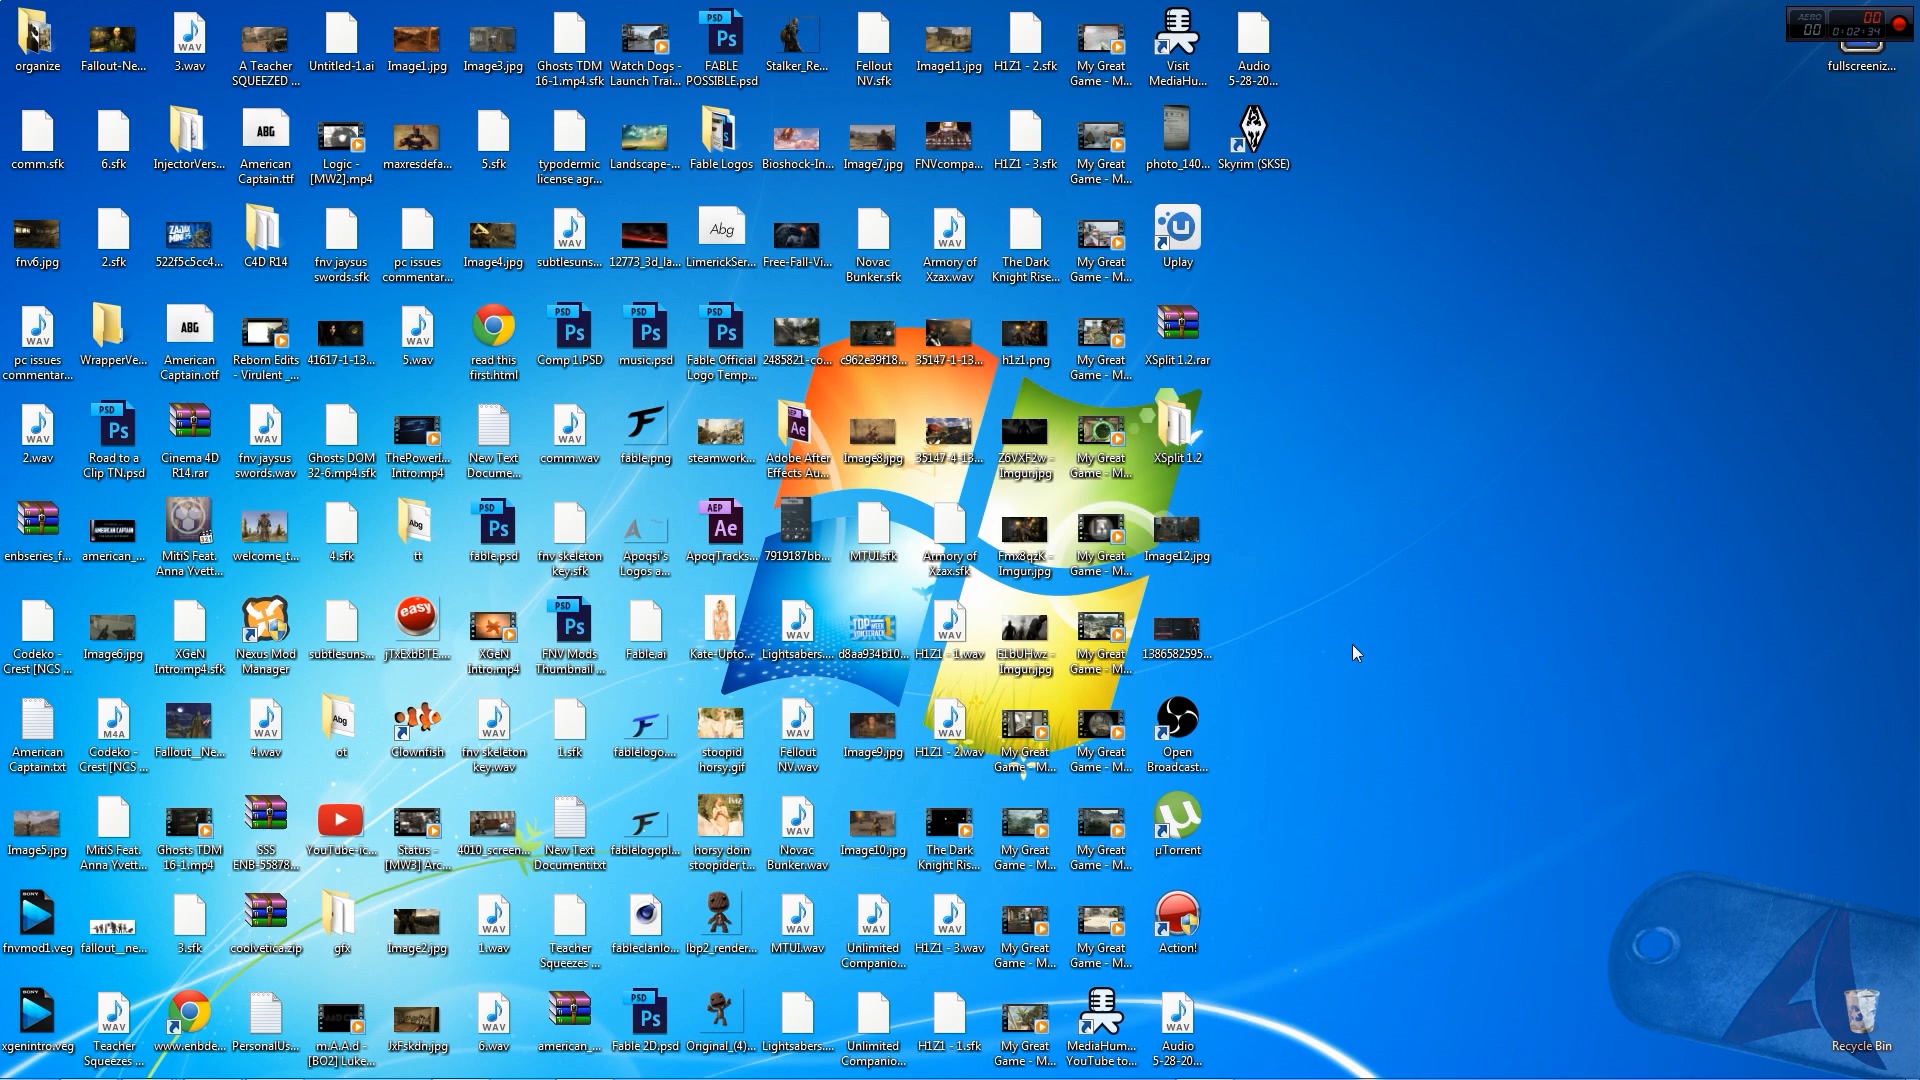 organize
Fallout-Ne...
3.wav
A Teacher
SQUEEZED ...
Untitled-1.ai
Image1.jpg
Image3.jpg
Ghosts TDM
16-1.mp4.sfk
Watch Dogs -
Launch Trai...
FABLE
POSSIBLE.psd
Stalker_Re...
Fellout
NV.sfk
Image11.jpg
H1Z1 - 2.sfk
My Great
Game - M...
Visit
MediaHu...
Audio
5-28-20...
AERO
00
00
0:02:34
fullscreeniz...
comm.sfk
6.sfk
InjectorVers...
American
Captain.ttf
Logic -
[MW2].mp4
maxresdefa...
5.sfk
typodermic
license agr...
Landscape-...
Fable Logos
Bioshock-In...
Image7.jpg
FNVcompa...
H1Z1 - 3.sfk
My Great
Game - M...
photo_140...
Skyrim (SKSE)
fnv6.jpg
2.sfk
522f5c5cc4...
C4D R14
fnv jaysus
swords.sfk
pc issues
commentar...
Image4.jpg
subtlesuns...
12773_3d_la...
LimerickSer...
Free-Fall-Vi...
Novac
Bunker.sfk
Armory of
Xzax.wav
The Dark
Knight Rise...
My Great
Game - M...
Uplay
pc issues
commentar...
WrapperVe...
American
Captain.otf
Reborn Edits
- Virulent _...
41617-1-13...
5.wav
read this
first.html
Comp 1.PSD
music.psd
Fable Official
Logo Temp...
2485821-co...
c962e39f18...
35147-1-13...
h1z1.png
My Great
Game - M...
XSplit 1.2.rar
2.wav
Road to a
Clip TN.psd
Cinema 4D
R14.rar
fnv jaysus
swords.wav
Ghosts DOM
32-6.mp4.sfk
ThePowerI...
Intro.mp4
New Text
Docume...
comm.wav
fable.png
steamwork...
Adobe After
Effects Au...
Image8.jpg
35147-4-13...
Z6VXF2w -
Imgur.jpg
My Great
Game - M...
XSplit 1.2
enbseries_f...
american_...
MitiS Feat.
Anna Yvett...
welcome_t...
4.sfk
tt
fable.psd
fnv skeleton
key.sfk
Apoqsi's
Logos a...
ApoqTracks...
7919187bb...
MTUI.sfk
Armory of
Xzax.sfk
Fmx8qzK -
Imgur.jpg
My Great
Game - M...
Image12.jpg
Codeko -
Crest [NCS ...
Image6.jpg
XGeN
Intro.mp4.sfk
Nexus Mod
Manager
subtlesuns...
jTxExbBTE...
XGeN
Intro.mp4
FNV Mods
Thumbnail ...
Fable.ai
Kate-Upto...
Lightsabers....
d8aa934b10...
H1Z1 - 1.wav
E1bUHwz -
Imgur.jpg
My Great
Game - M...
1386582595...
American
Captain.txt
Codeko -
Crest [NCS ...
Fallout__Ne...
4.wav
ot
Clownfish
fnv skeleton
key.wav
1.sfk
fablelogo....
stoopid
horsy.gif
Fellout
NV.wav
Image9.jpg
H1Z1 - 2.wav
My Great
Game - M...
My Great
Game - M...
Open
Broadcast...
Image5.jpg
MitiS Feat.
Anna Yvett...
Ghosts TDM
16-1.mp4
SSS
ENB-55878...
YouTube-ic...
Status -
[MW3] Arc...
4010_screen...
New Text
Document.txt
fablelogopl...
horsy doin
stoopider t...
Novac
Bunker.wav
Image10.jpg
The Dark
Knight Ris...
My Great
Game - M...
My Great
Game - M...
µTorrent
fnvmod1.veg
fallout__ne...
3.sfk
coolvetica.zip
gfx
Image2.jpg
1.wav
Teacher
Squeezes ...
fableclanlo...
lbp2_render...
MTUI.wav
Unlimited
Companio...
H1Z1 - 3.wav
My Great
Game - M...
My Great
Game - M...
Action!
xgenintro.veg
Teacher
Squeezes ...
www.enbde...
PersonalUs...
m.A.A.d -
[BO2] Luke...
JxFskdn.jpg
6.wav
american_...
Fable 2D.psd
Original_(4)...
Lightsabers....
Unlimited
Companio...
H1Z1 - 1.sfk
My Great
Game - M...
MediaHum...
YouTube to...
Audio
5-28-20...
Recycle Bin